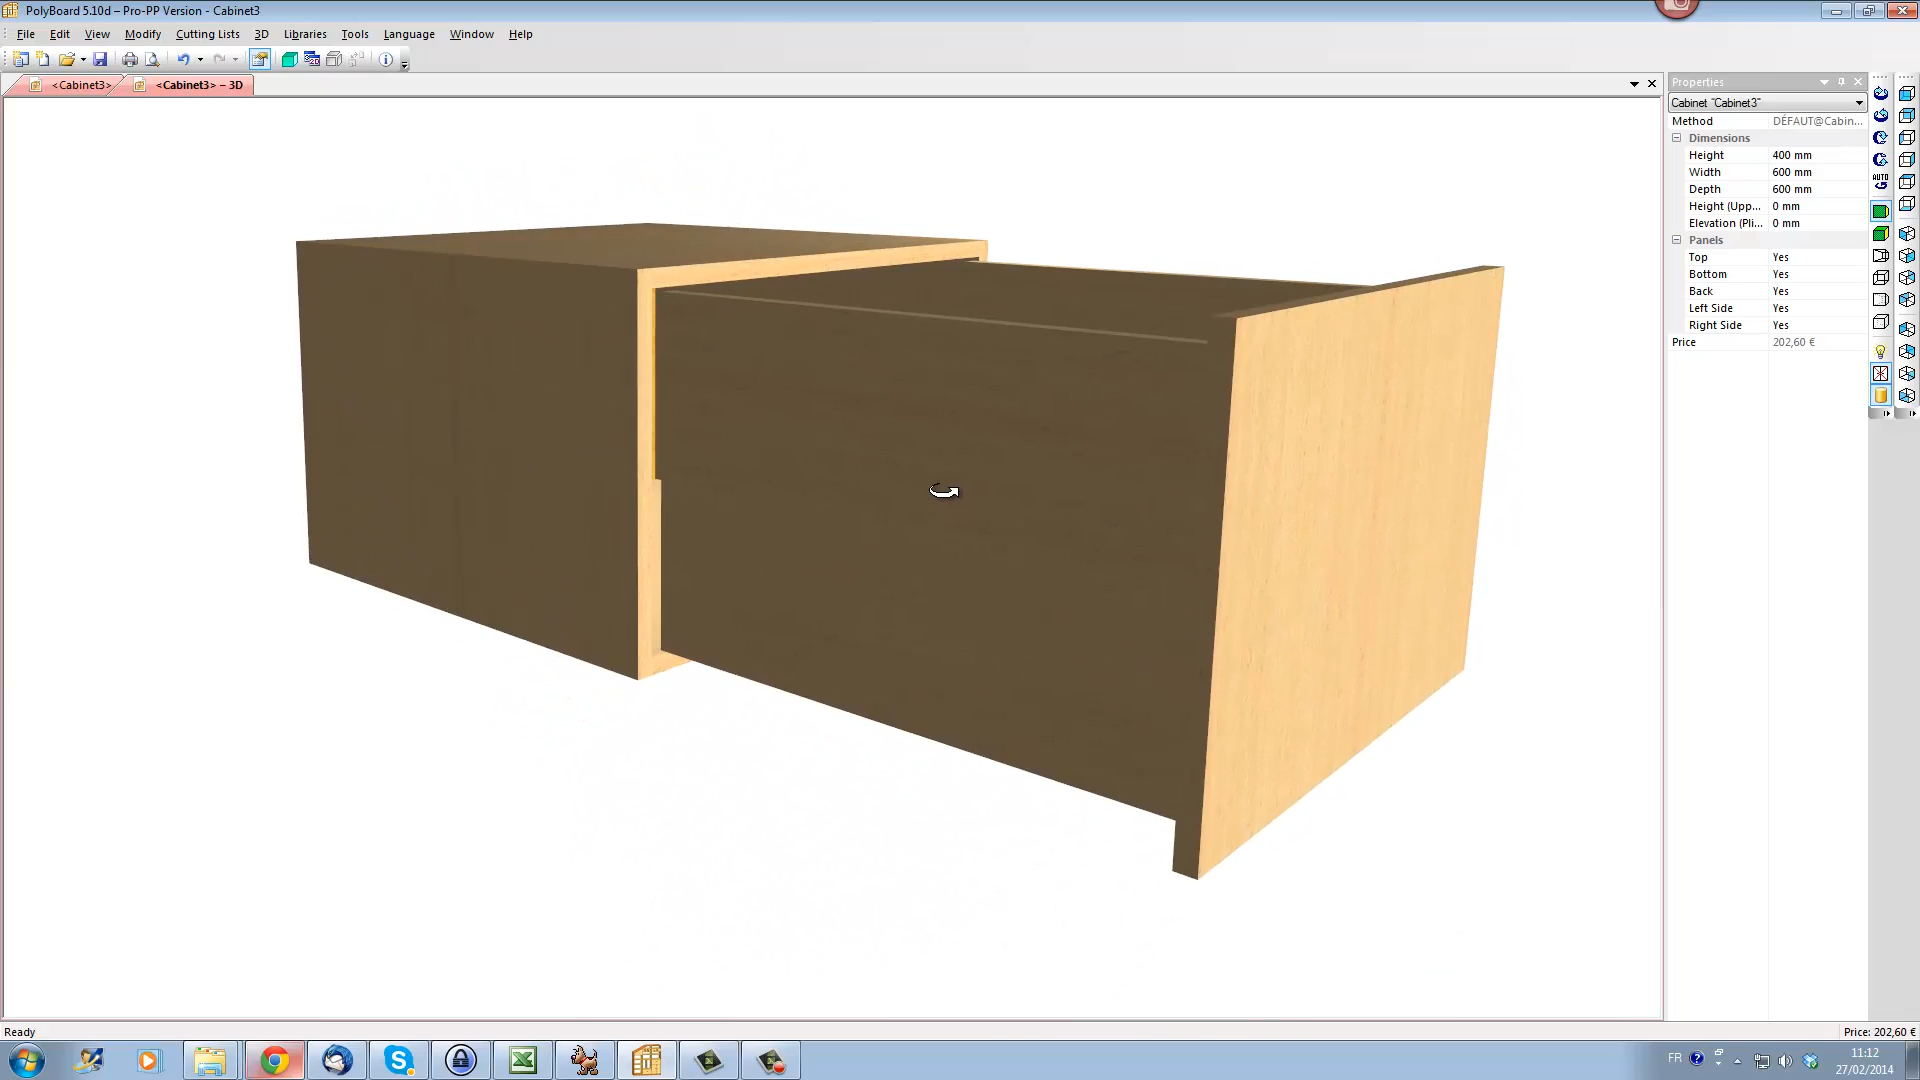 PolyBoard 5.10d – Pro-PP Version - Cabinet3
File Edit View Modify Cutting Lists 3D Libraries Tools Language Window Help
<Cabinet3> <Cabinet3> – 3D
Properties
Cabinet "Cabinet3"
Method DÉFAUT@Cabin...
Dimensions
Height 400 mm
Width 600 mm
Depth 600 mm
Height (Upp... 0 mm
Elevation (Pli... 0 mm
Panels
Top Yes
Bottom Yes
Back Yes
Left Side Yes
Right Side Yes
Price 202,60 €
AUTO
Ready
Price: 202,60 €
FR
11:12
27/02/2014